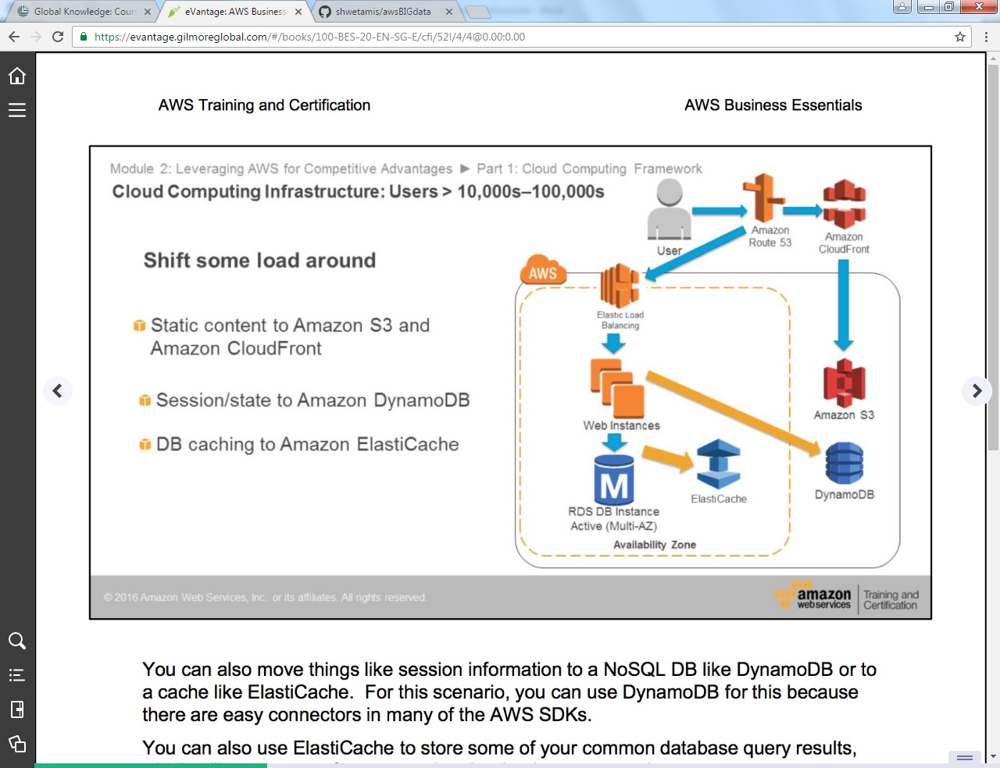 Global Knowledge: Cour
eVantage: AWS Business
shwetamis/awsBIGdata
https://evantage.gilmoreglobal.com/#/books/100-BES-20-EN-SG-E/cfi/52!/4/4@0.00:0.00
AWS Training and Certification
AWS Business Essentials
Module 2: Leveraging AWS for Competitive Advantages ► Part 1: Cloud Computing Framework
Cloud Computing Infrastructure: Users > 10,000s–100,000s
Shift some load around
Static content to Amazon S3 and
Amazon CloudFront
Session/state to Amazon DynamoDB
DB caching to Amazon ElastiCache
User
Amazon
Route 53
Amazon
CloudFront
AWS
Elastic Load
Balancing
Web Instances
Amazon S3
M
RDS DB Instance
Active (Multi-AZ)
ElastiCache
DynamoDB
Availability Zone
© 2016 Amazon Web Services, Inc. or its affiliates. All rights reserved.
amazon
webservices
Training and
Certification
You can also move things like session information to a NoSQL DB like DynamoDB or to
a cache like ElastiCache.  For this scenario, you can use DynamoDB for this because
there are easy connectors in many of the AWS SDKs.
You can also use ElastiCache to store some of your common database query results,